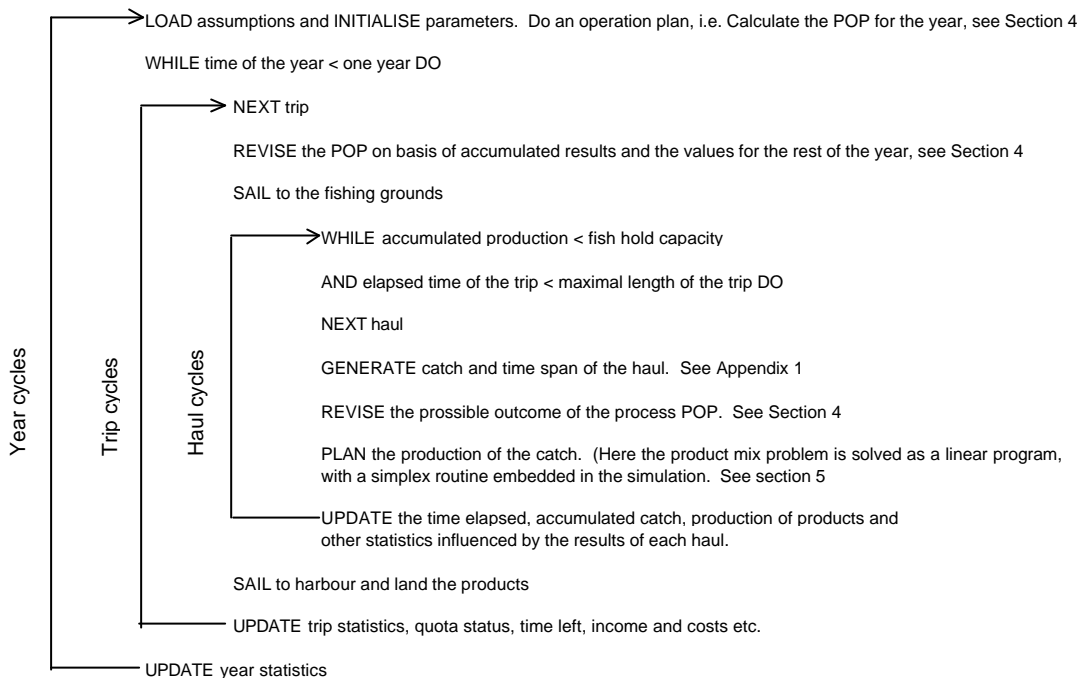 LOAD assumptions and INITIALISE parameters. Do an operation plan, i.e. Calculate the POP for the year, see Section 4
WHILE time of the year < one year DO
NEXT trip
REVISE the POP on basis of accumulated results and the values for the rest of the year, see Section 4
SAIL to the fishing grounds
WHILE accumulated production < fish hold capacity
AND elapsed time of the trip < maximal length of the trip DO
NEXT haul
GENERATE catch and time span of the haul. See Appendix 1
REVISE the prossible outcome of the process POP. See Section 4
PLAN the production of the catch. (Here the product mix problem is solved as a linear program,
with a simplex routine embedded in the simulation. See section 5
UPDATE the time elapsed, accumulated catch, production of products and
other statistics influenced by the results of each haul.
SAIL to harbour and land the products
UPDATE trip statistics, quota status, time left, income and costs etc.
UPDATE year statistics
Year cycles
Trip cycles
Haul cycles